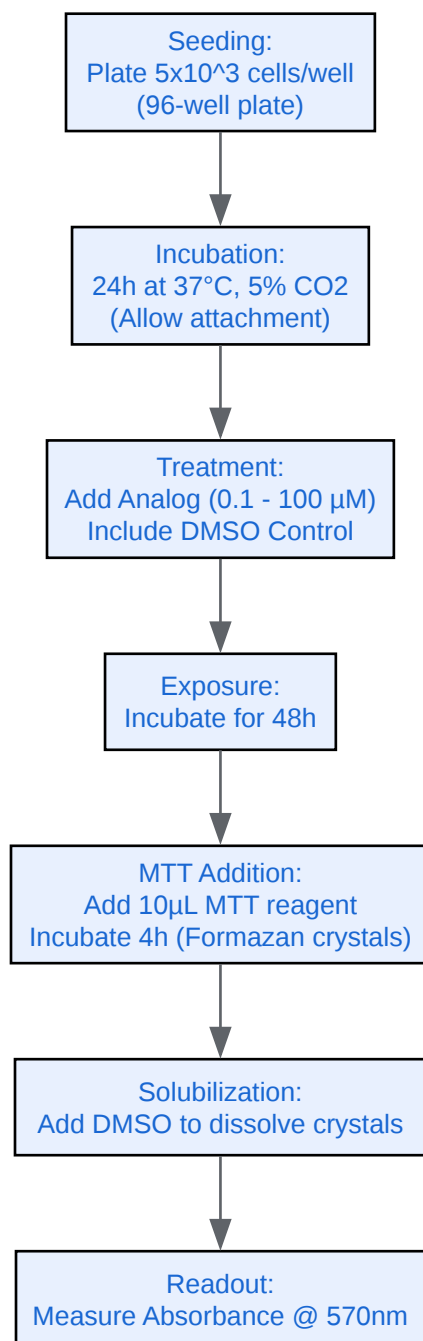 Seeding:
Plate 5x10^3 cells/well
(96-well plate)
Incubation:
24h at 37°C, 5% CO2
(Allow attachment)
Treatment:
Add Analog (0.1 - 100 µM)
Include DMSO Control
Exposure:
Incubate for 48h
MTT Addition:
Add 10µL MTT reagent
Incubate 4h (Formazan crystals)
Solubilization:
Add DMSO to dissolve crystals
Readout:
Measure Absorbance @ 570nm